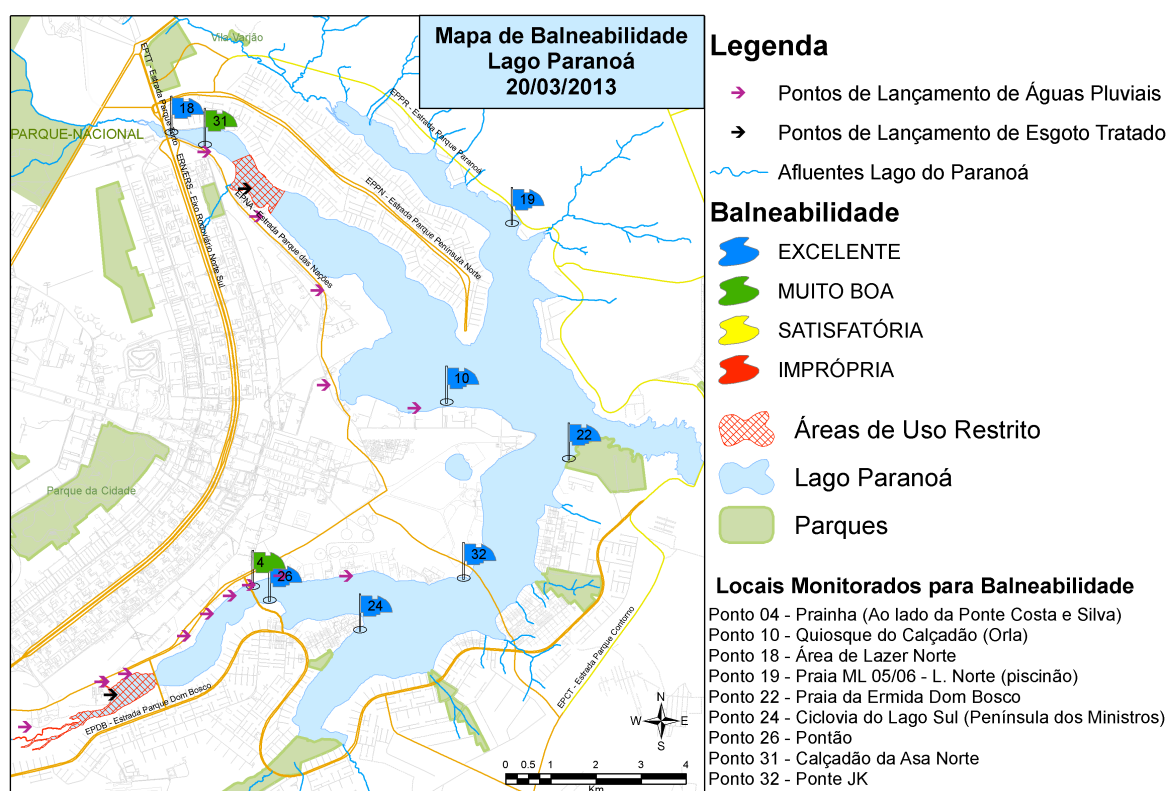 Mapa de Balneabilidade
Lago Paranoá
20/03/2013
Vila-Varjão
PARQUE-NACIONAL
EPPR - Estrada Parque Paranoá
ERN/ERS - Eixo Rodoviário Norte Sul
EPPN - Estrada Parque Península Norte
EPNA - Estrada Parque das Nações
Parque da Cidade
EPCT - Estrada Parque Contorno
EPDB - Estrada Parque Dom Bosco
18
31
19
10
22
4
26
32
24
N
W
E
S
0 0.5 1 2 3 4
Km
Legenda
Pontos de Lançamento de Águas Pluviais
Pontos de Lançamento de Esgoto Tratado
Afluentes Lago do Paranoá
Balneabilidade
EXCELENTE
MUITO BOA
SATISFATÓRIA
IMPRÓPRIA
Áreas de Uso Restrito
Lago Paranoá
Parques
Locais Monitorados para Balneabilidade
Ponto 04 - Prainha (Ao lado da Ponte Costa e Silva)
Ponto 10 - Quiosque do Calçadão (Orla)
Ponto 18 - Área de Lazer Norte
Ponto 19 - Praia ML 05/06 - L. Norte (piscinão)
Ponto 22 - Praia da Ermida Dom Bosco
Ponto 24 - Ciclovia do Lago Sul (Península dos Ministros)
Ponto 26 - Pontão
Ponto 31 - Calçadão da Asa Norte
Ponto 32 - Ponte JK